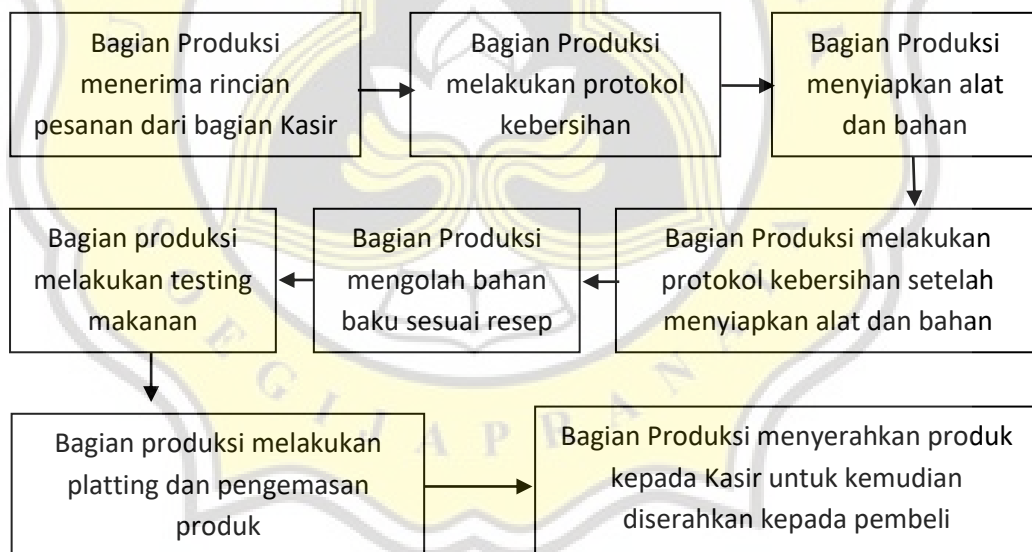 Bagian Produksi
menerima rincian
pesanan dari bagian Kasir
Bagian Produksi
melakukan protokol
kebersihan
Bagian Produksi
menyiapkan alat
dan bahan
Bagian Produksi melakukan
protokol kebersihan setelah
menyiapkan alat dan bahan
Bagian Produksi
mengolah bahan
baku sesuai resep
Bagian produksi
melakukan testing
makanan
Bagian produksi melakukan
platting dan pengemasan
produk
Bagian Produksi menyerahkan produk
kepada Kasir untuk kemudian
diserahkan kepada pembeli
SOEGIJAPRANATA